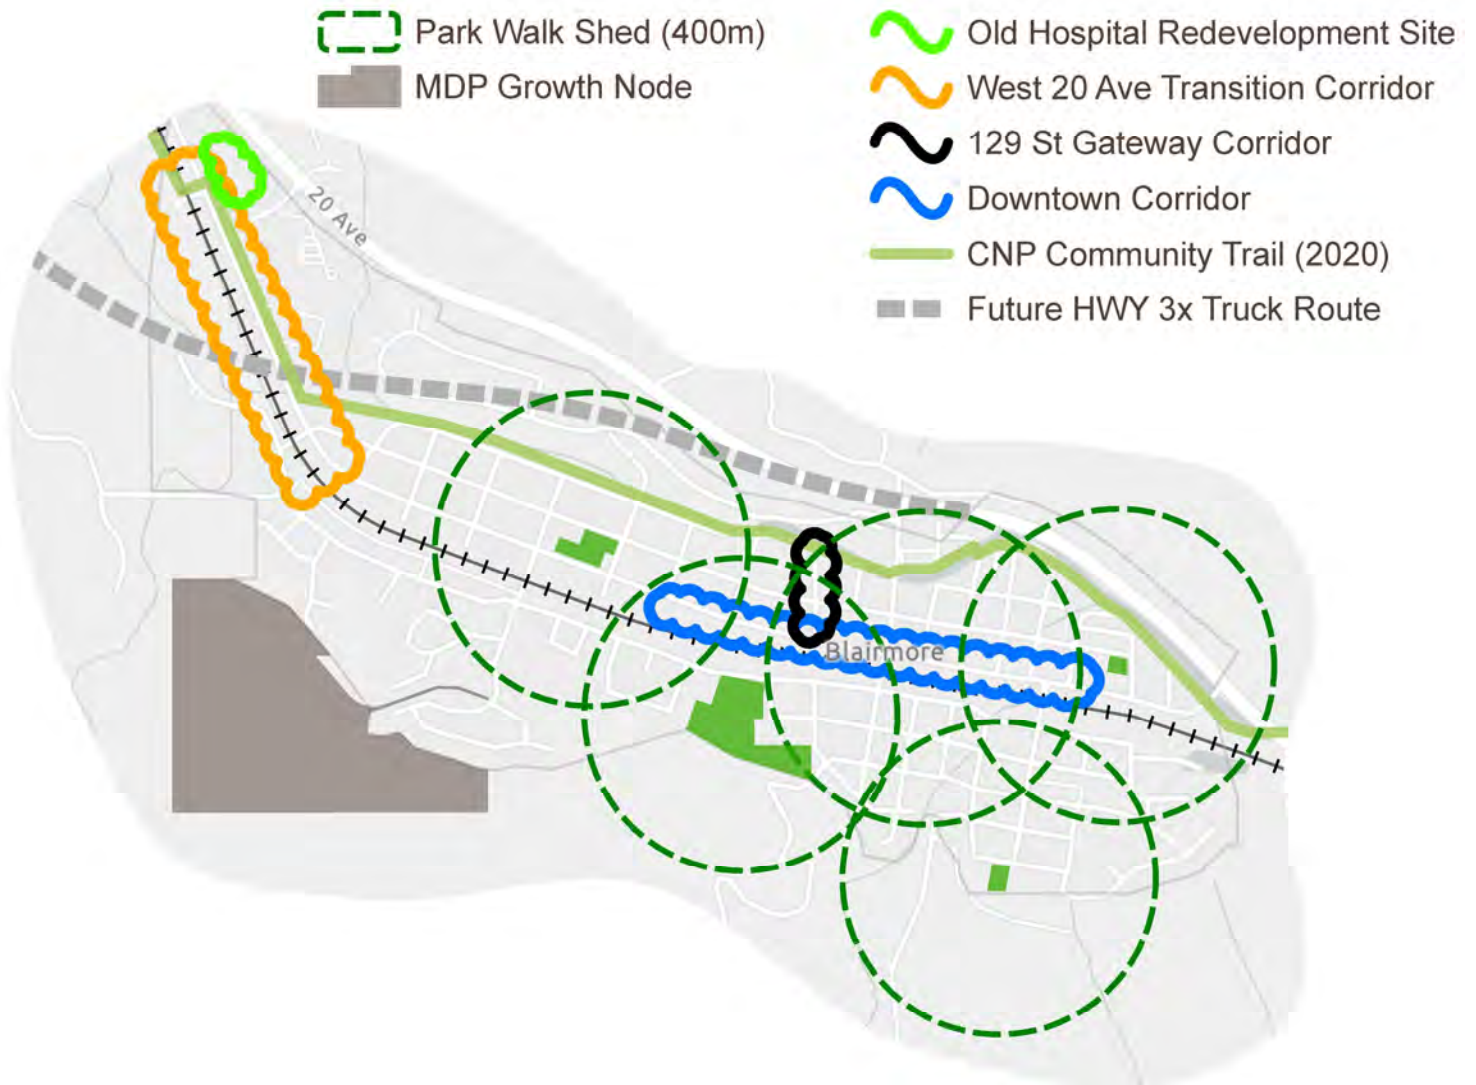 Park Walk Shed (400m)
MDP Growth Node
Old Hospital Redevelopment Site
West 20 Ave Transition Corridor
129 St Gateway Corridor
Downtown Corridor
CNP Community Trail (2020)
Future HWY 3x Truck Route
20 Ave
Blairmore